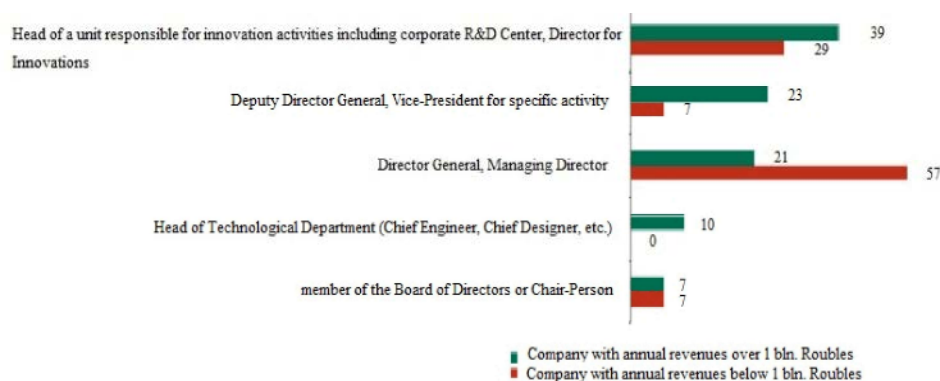 Head of a unit responsible for innovation activities including corporate R&D Center, Director for
Innovations
39
29
Deputy Director General, Vice-President for specific activity
23
7
Director General, Managing Director
21
57
Head of Technological Department (Chief Engineer, Chief Designer, etc.)
10
0
member of the Board of Directors or Chair-Person
7
7
Company with annual revenues over 1 bln. Roubles
Company with annual revenues below 1 bln. Roubles